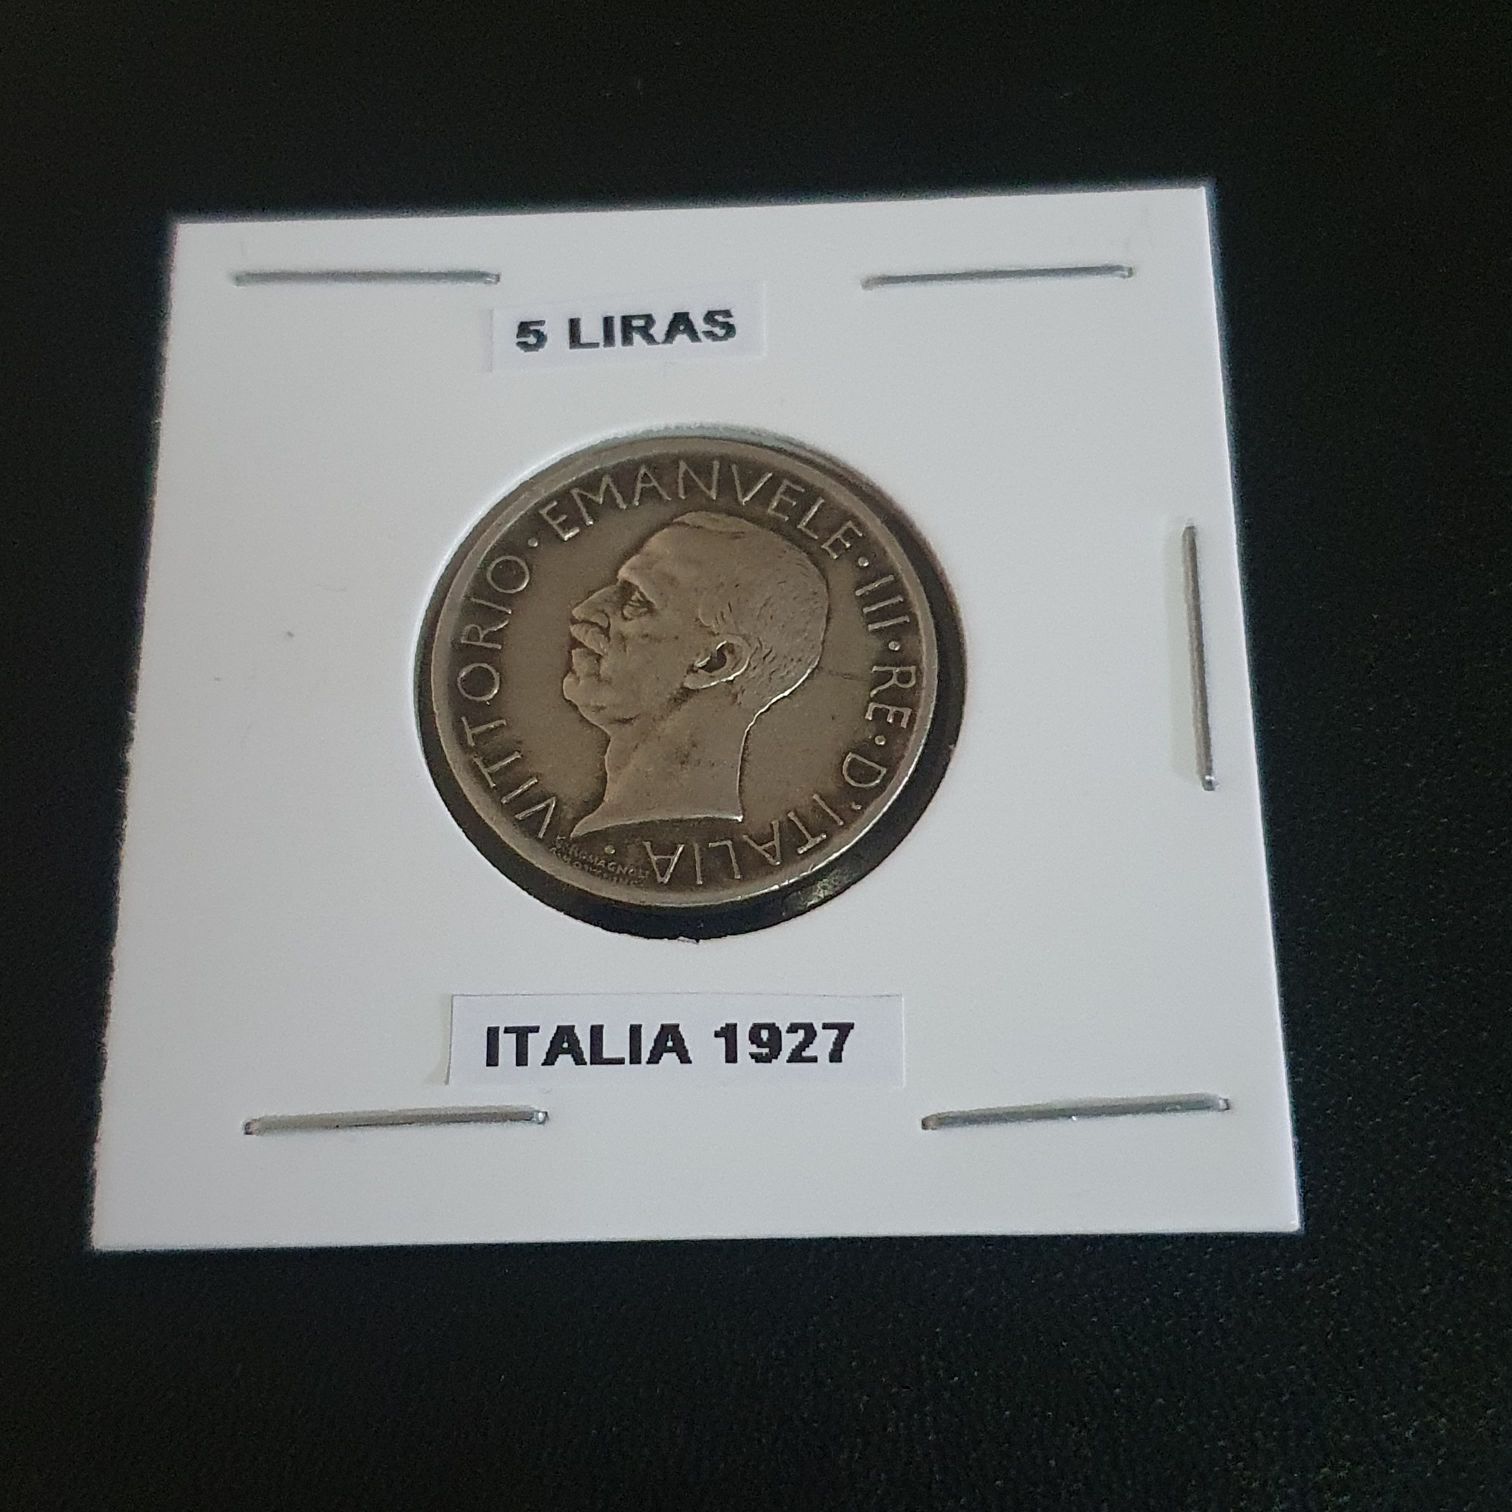 5 LIRAS
VITTORIO · EMANVELE · III · RE · D'ITALIA ·
ITALIA 1927